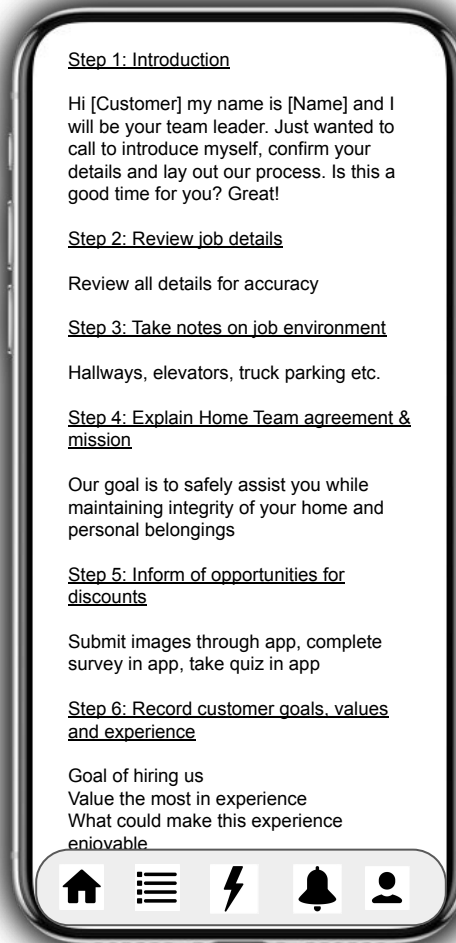 Step 1: Introduction
Hi [Customer] my name is [Name] and I
will be your team leader. Just wanted to
call to introduce myself, confirm your
details and lay out our process. Is this a
good time for you? Great!
Step 2: Review job details
Review all details for accuracy
Step 3: Take notes on job environment
Hallways, elevators, truck parking etc.
Step 4: Explain Home Team agreement &
mission
Our goal is to safely assist you while
maintaining integrity of your home and
personal belongings
Step 5: Inform of opportunities for
discounts
Submit images through app, complete
survey in app, take quiz in app
Step 6: Record customer goals, values
and experience
Goal of hiring us
Value the most in experience
What could make this experience
enjoyable